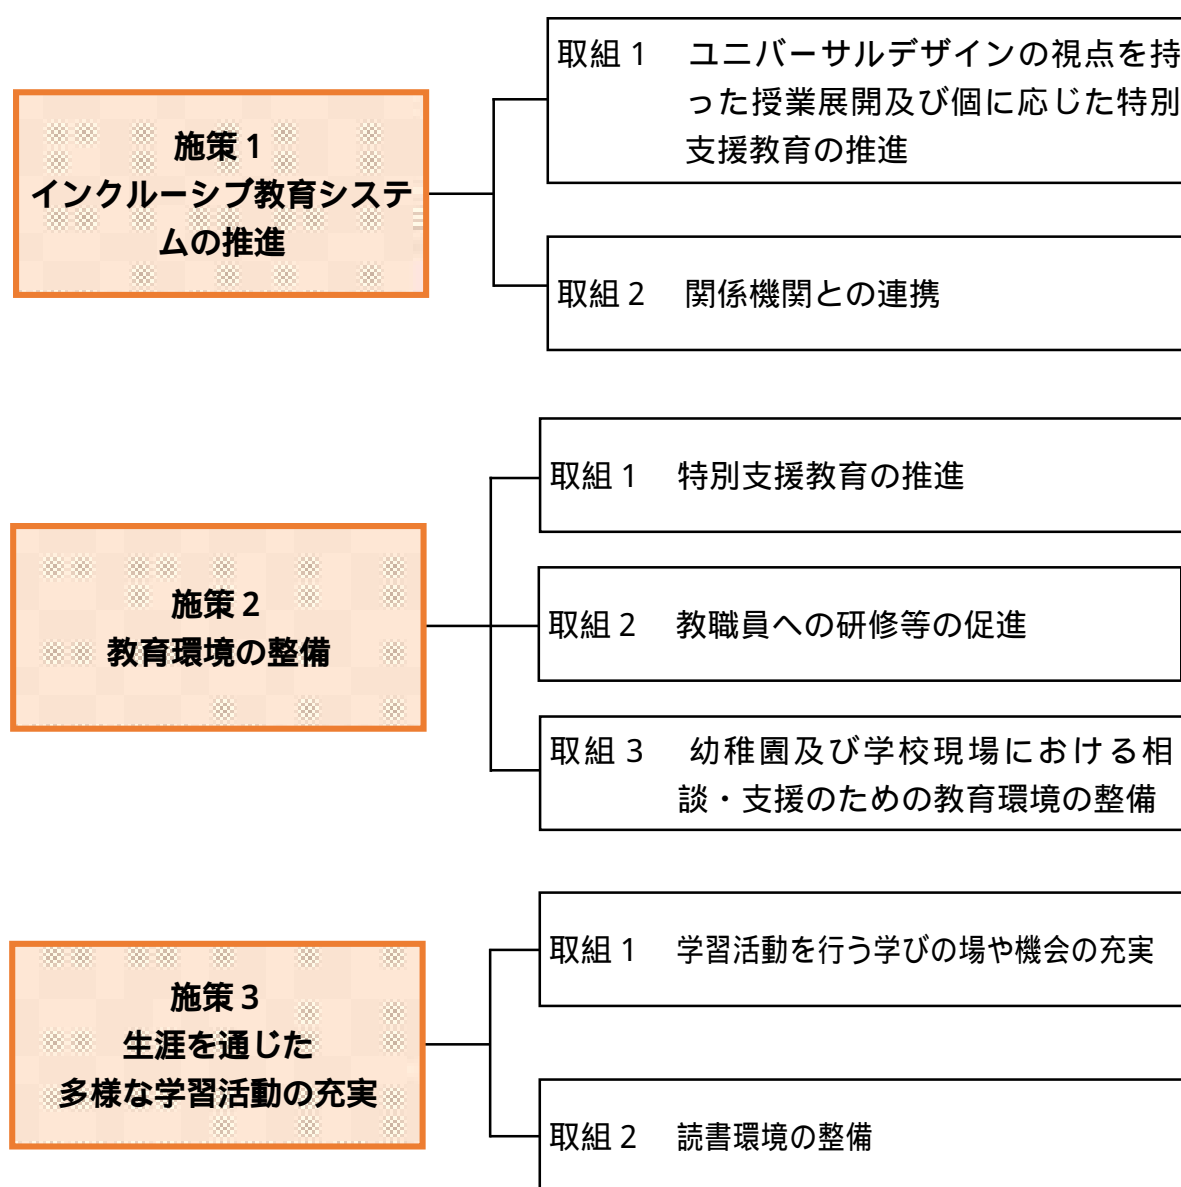 施策１
インクルーシブ教育システ
ムの推進
取組１　ユニバーサルデザインの視点を持
った授業展開及び個に応じた特別
支援教育の推進
取組２　関係機関との連携
施策２
教育環境の整備
取組１　特別支援教育の推進
取組２　教職員への研修等の促進
取組３　幼稚園及び学校現場における相
談・支援のための教育環境の整備
施策３
生涯を通じた
多様な学習活動の充実
取組１　学習活動を行う学びの場や機会の充実
取組２　読書環境の整備